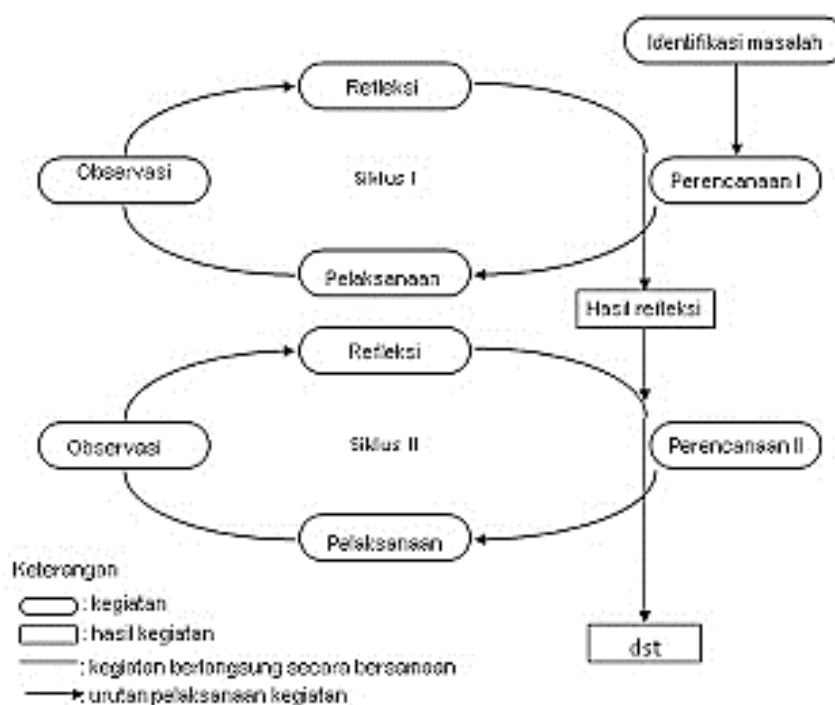 Identifikasi masalah
Refleksi
Observasi
Siklus I
Perencanaan I
Pelaksanaan
Hasil refleksi
Refleksi
Observasi
Siklus II
Perencanaan II
Pelaksanaan
Keterangan
: kegiatan
: hasil kegiatan
dst
: kegiatan berlangsung secara bersamaan
: urutan pelaksanaan kegiatan